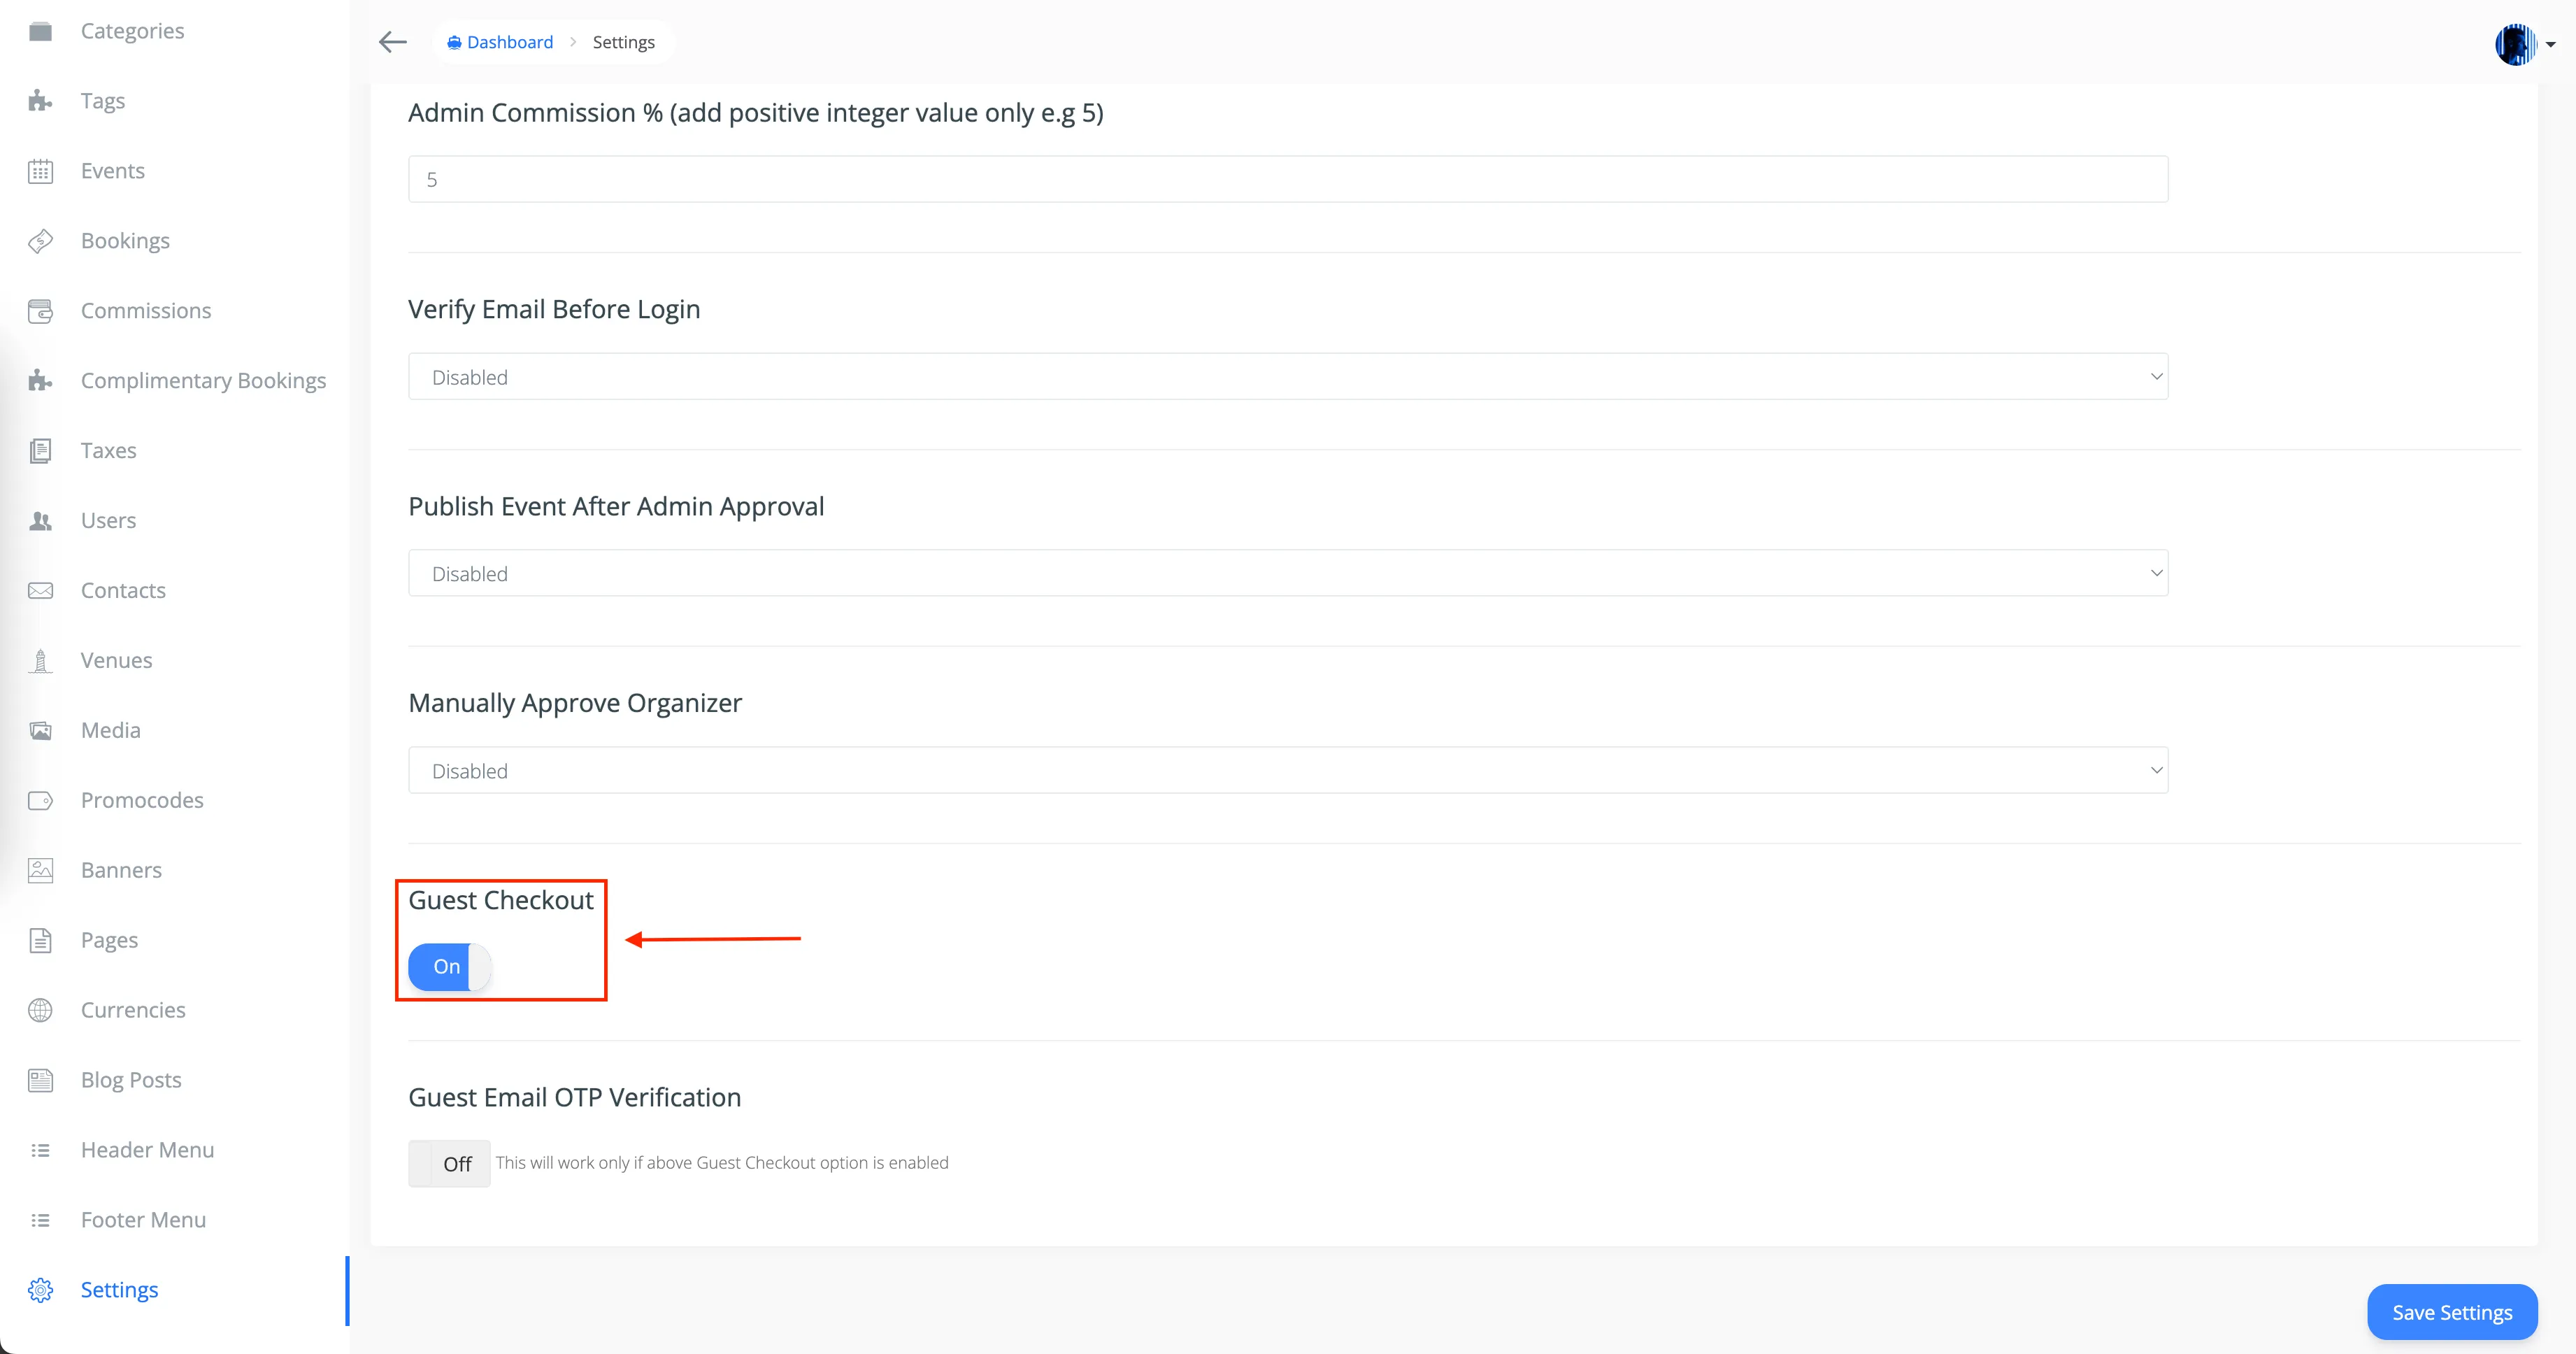 Categories
Tags
Events
Bookings
Commissions
Complimentary Bookings
Taxes
Users
Contacts
Venues
Media
Promocodes
Banners
Pages
Currencies
Blog Posts
Header Menu
Footer Menu
Settings
Dashboard > Settings
Admin Commission % (add positive integer value only e.g 5)
5
Verify Email Before Login
Disabled
Publish Event After Admin Approval
Disabled
Manually Approve Organizer
Disabled
Guest Checkout
On
Guest Email OTP Verification
Off This will work only if above Guest Checkout option is enabled
Save Settings